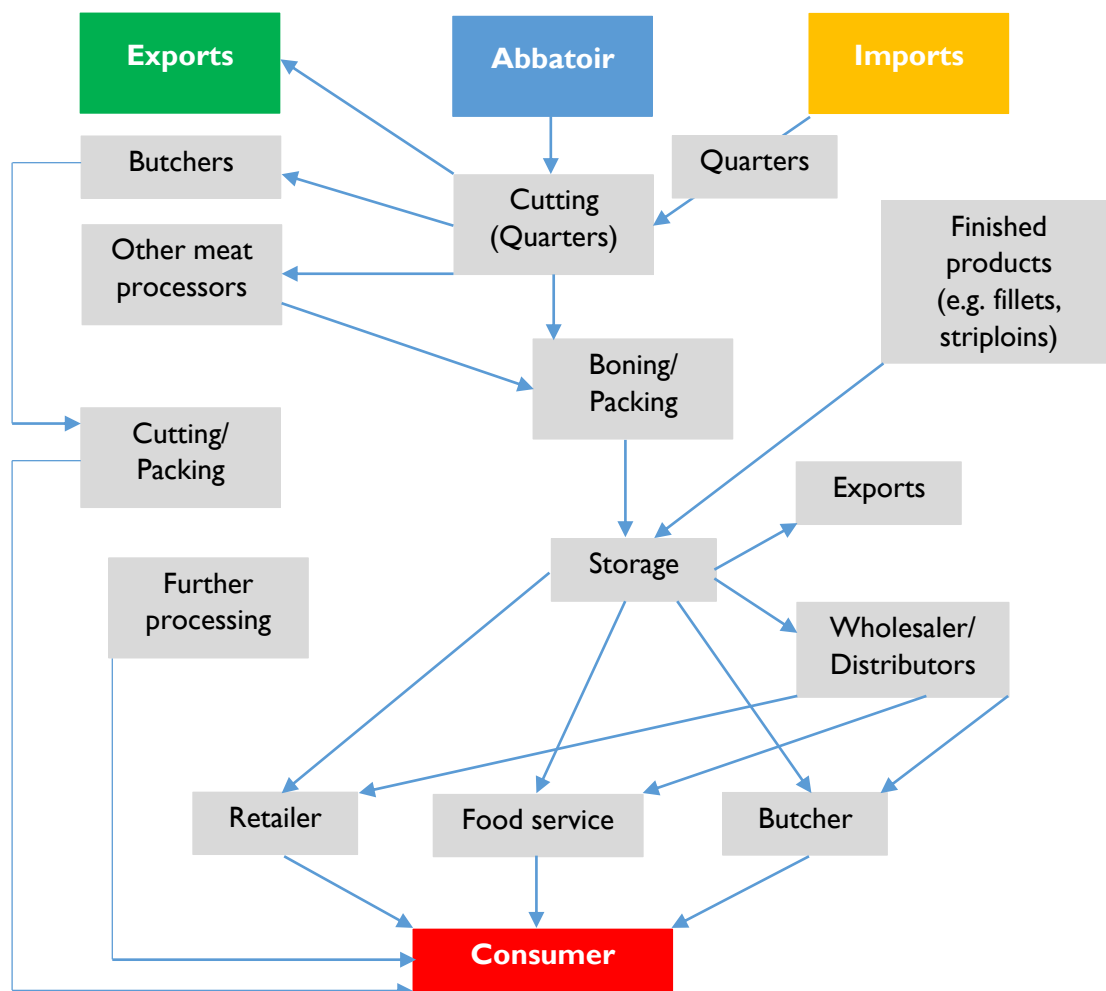 Exports
Abbatoir
Imports
Butchers
Quarters
Cutting
(Quarters)
Other meat
processors
Finished
products
(e.g. fillets,
striploins)
Boning/
Packing
Cutting/
Packing
Exports
Storage
Further
processing
Wholesaler/
Distributors
Retailer
Food service
Butcher
Consumer